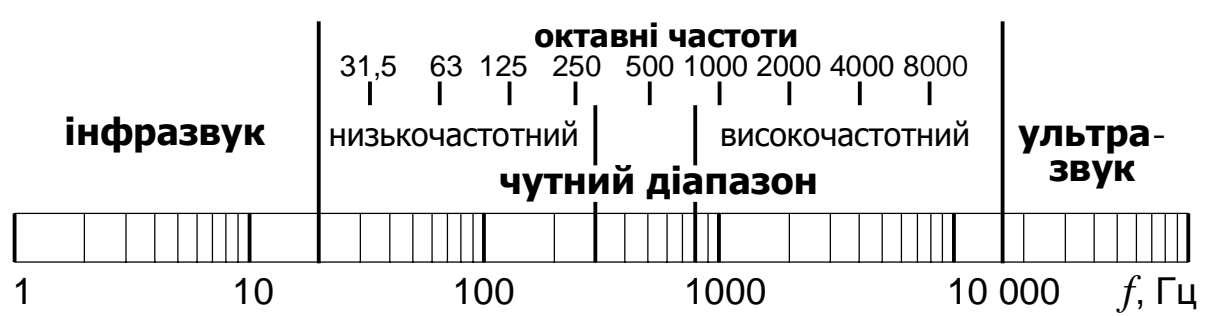 октавні частоти
31,5 63 125 250 500 1000 2000 4000 8000
інфразвук низькочастотний високочастотний ультра-
звук
чутний діапазон
1 10 100 1000 10 000 f, Гц